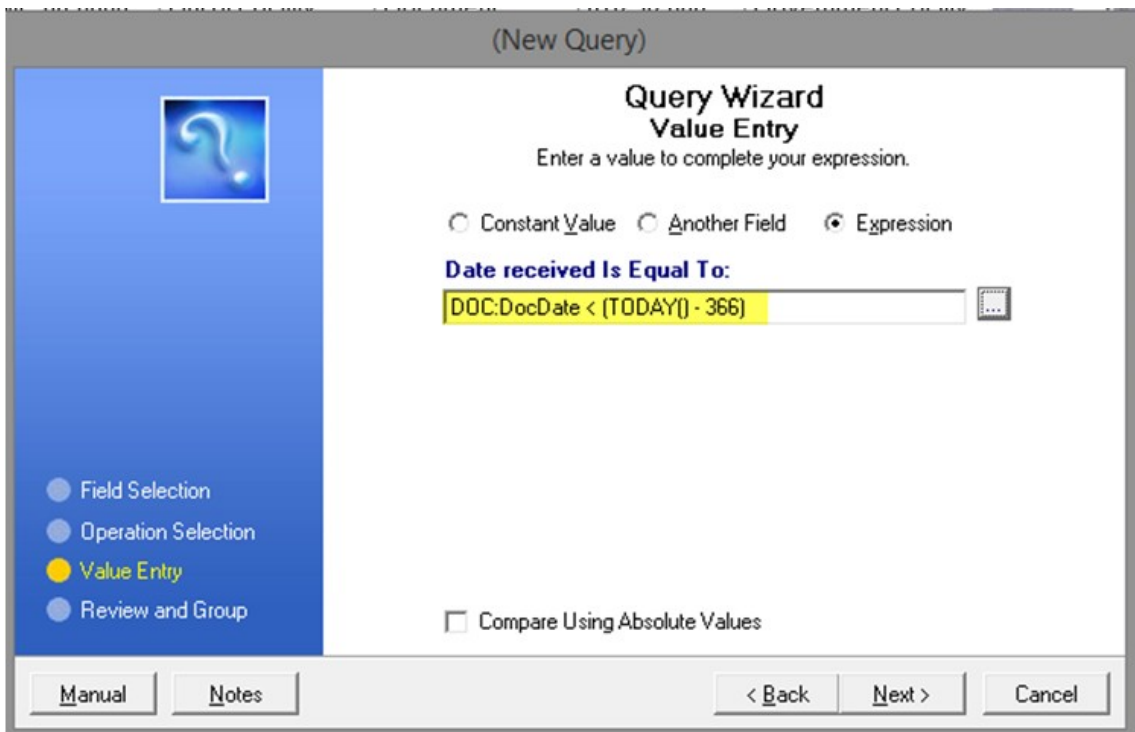 (New Query)
Query Wizard
Value Entry
Enter a value to complete your expression.
Constant Value Another Field Expression
Date received Is Equal To:
DOC:DocDate < (TODAY() - 366)
...
Field Selection
Operation Selection
Value Entry
Review and Group
Compare Using Absolute Values
Manual Notes < Back Next > Cancel